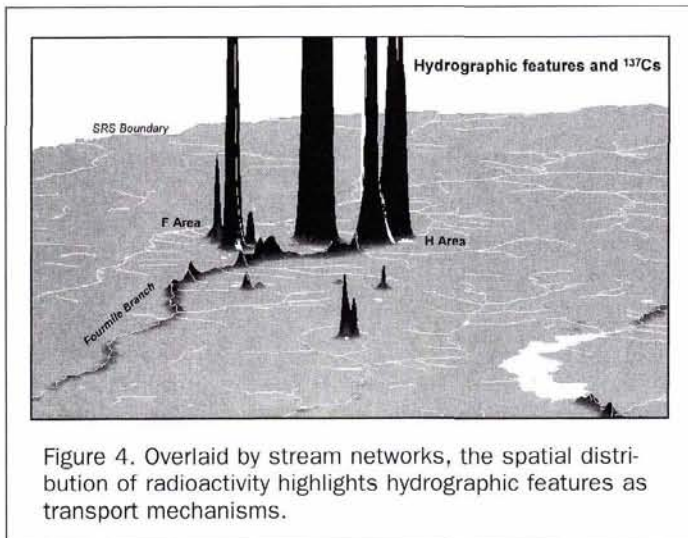 Hydrographic features and ¹³⁷Cs
SRS Boundary
F Area
H Area
Fourmile Branch
Figure 4. Overlaid by stream networks, the spatial distri-
bution of radioactivity highlights hydrographic features as
transport mechanisms.